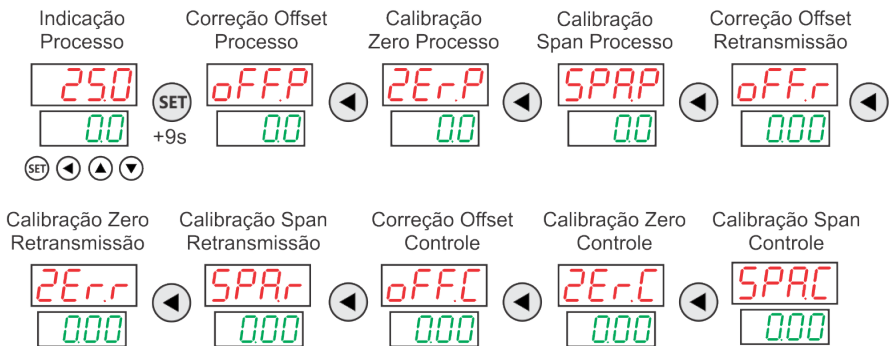 Indicação Processo
Correção Offset Processo
Calibração Zero Processo
Calibração Span Processo
Correção Offset Retransmissão
25.0
SET
oFF.P
2Er.P
SPA.P
oFF.r
0.0
+9s
0.0
0.0
0.0
0.00
SET
Calibração Zero Retransmissão
Calibração Span Retransmissão
Correção Offset Controle
Calibração Zero Controle
Calibração Span Controle
2Er.r
SPA.r
oFF.C
2Er.C
SPA.C
0.00
0.00
0.00
0.00
0.00